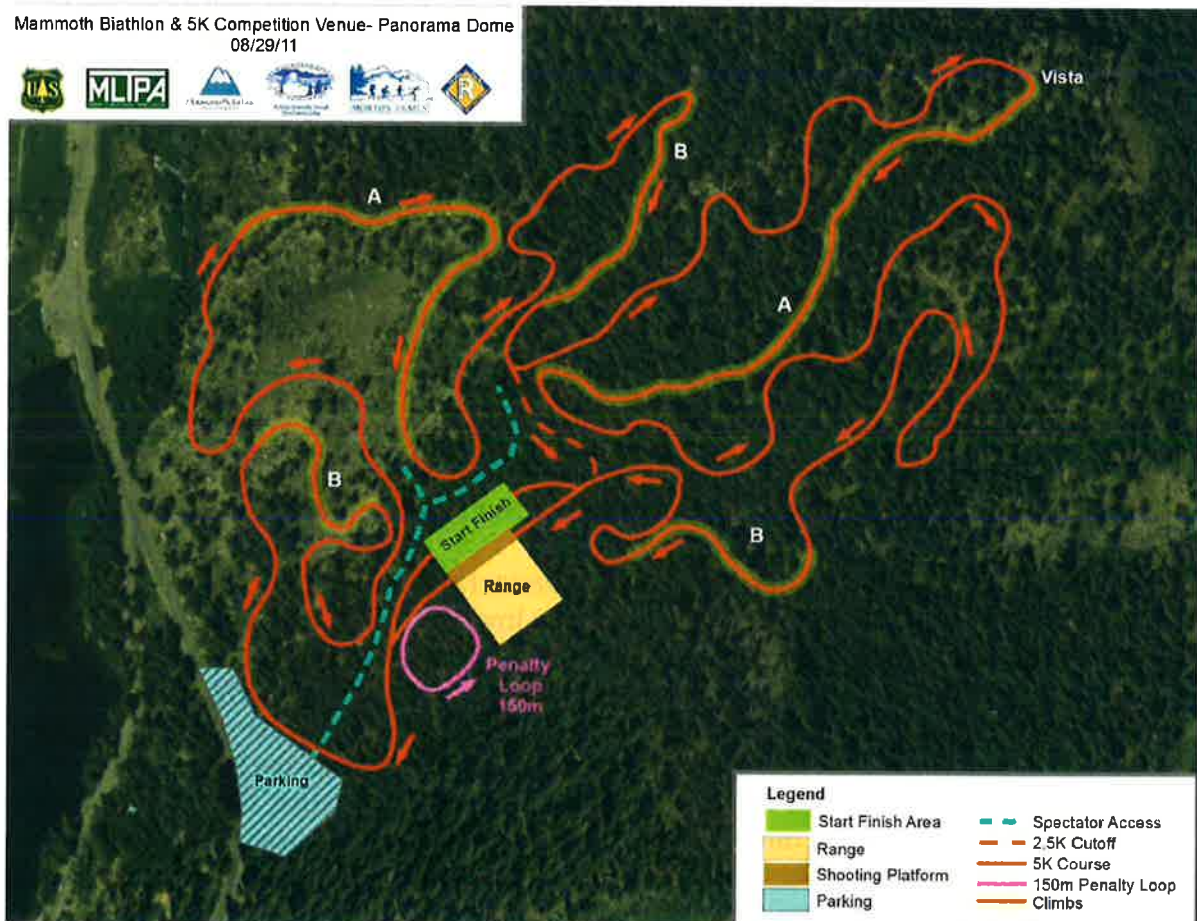 Mammoth Biathlon & 5K Competition Venue- Panorama Dome
08/29/11
UAS
MLTPA
R
Vista
B
A
A
B
B
Start Finish
Range
Penalty
Loop
150m
Parking
Legend
Start Finish Area
Range
Shooting Platform
Parking
Spectator Access
2.5K Cutoff
5K Course
150m Penalty Loop
Climbs